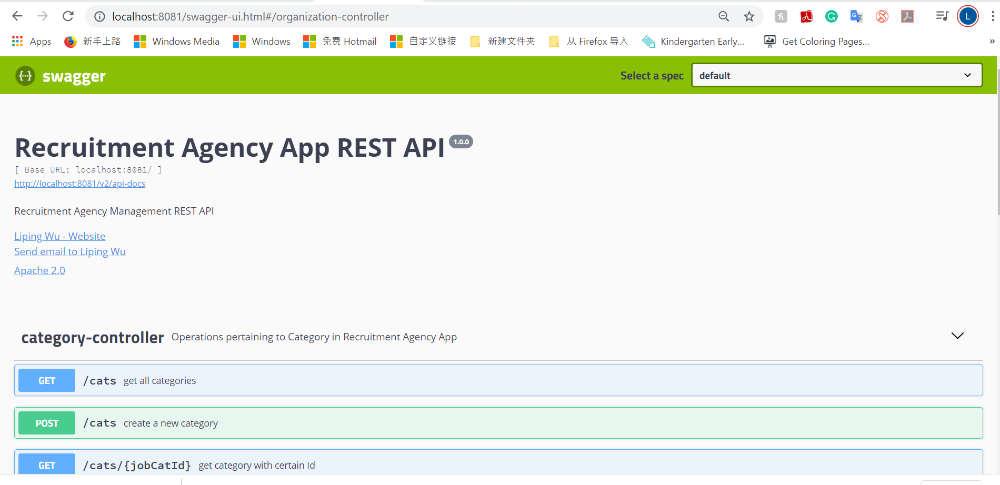 localhost:8081/swagger-ui.html#/organization-controller
L
Apps 新手上路 Windows Media Windows 免费 Hotmail 自定义链接 新建文件夹 从 Firefox 导入 Kindergarten Early... Get Coloring Pages... »
{···} swagger Select a spec default
Recruitment Agency App REST API 1.0.0
[ Base URL: localhost:8081/ ]
http://localhost:8081/v2/api-docs
Recruitment Agency Management REST API
Liping Wu - Website
Send email to Liping Wu
Apache 2.0
category-controller Operations pertaining to Category in Recruitment Agency App
GET /cats get all categories
POST /cats create a new category
GET /cats/{jobCatId} get category with certain Id